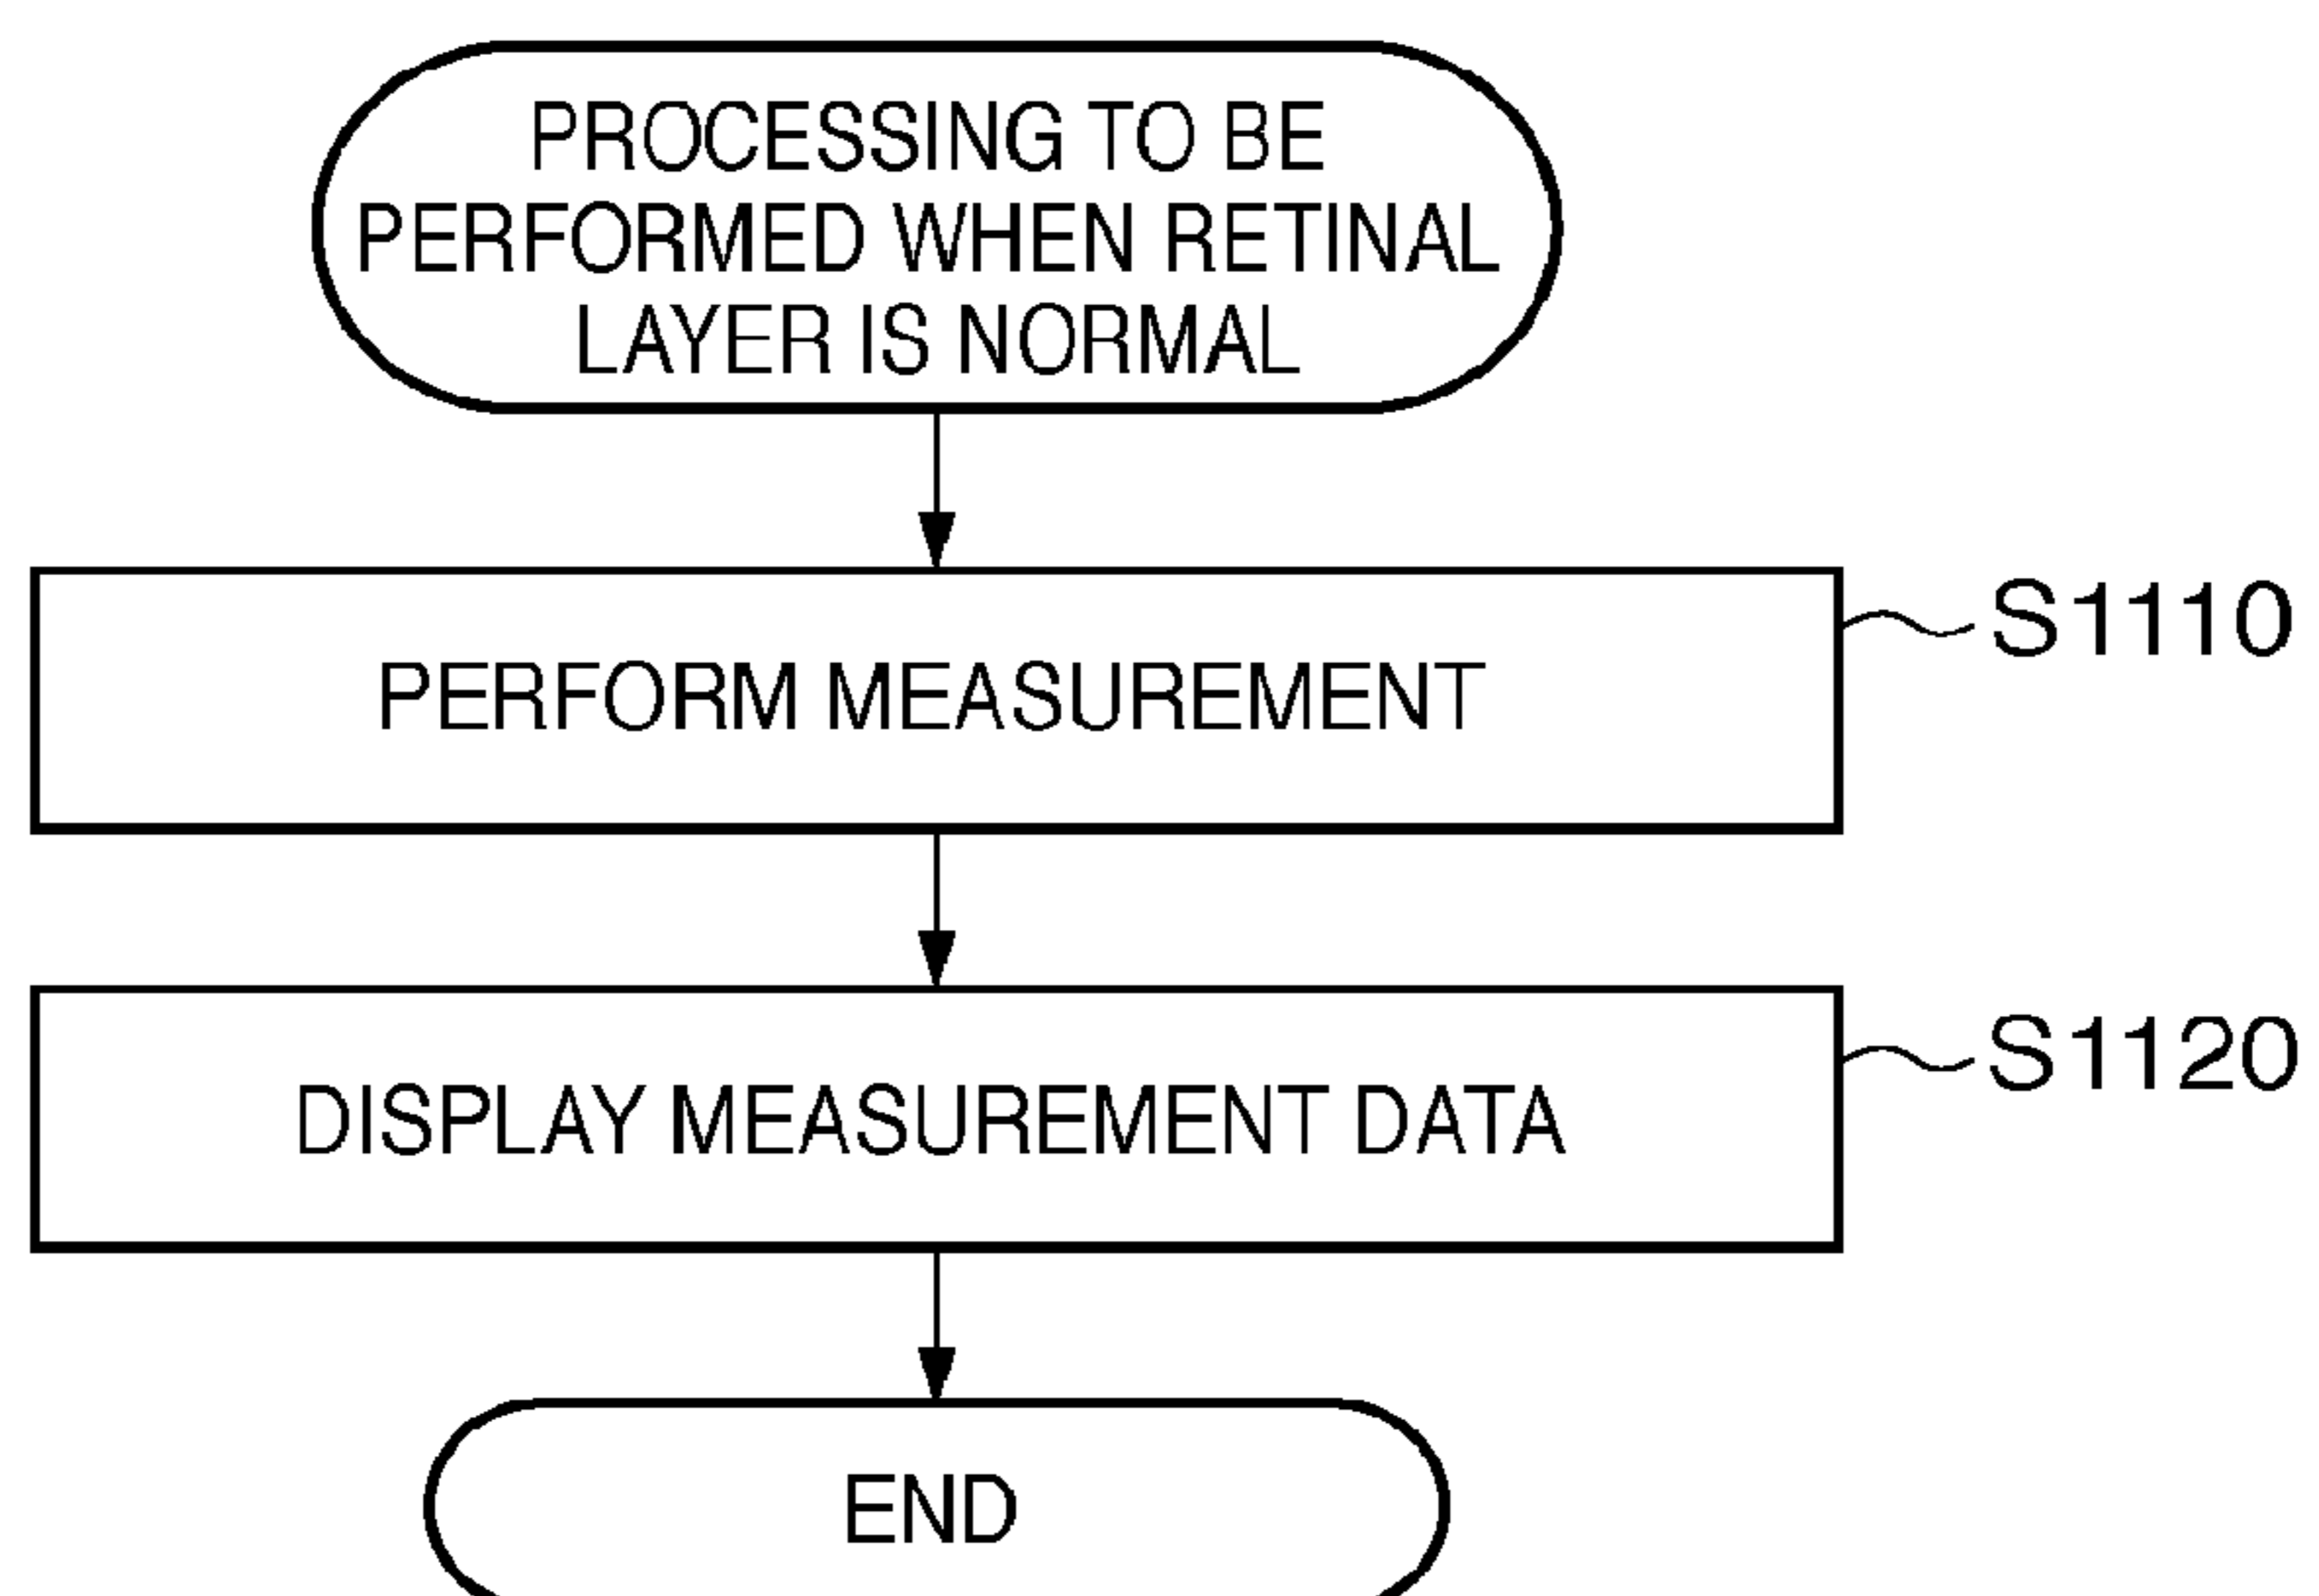 PROCESSING TO BE
PERFORMED WHEN RETINAL
LAYER IS NORMAL
PERFORM MEASUREMENT
S1110
DISPLAY MEASUREMENT DATA
S1120
END